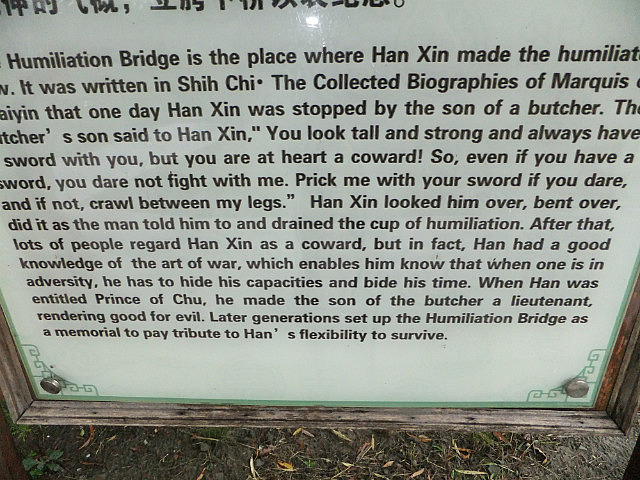 Humiliation Bridge is the place where Han Xin made the humiliat
w. It was written in Shih Chi· The Collected Biographies of Marquis
aiyin that one day Han Xin was stopped by the son of a butcher. The
utcher's son said to Han Xin," You look tall and strong and always have
sword with you, but you are at heart a coward! So, even if you have a
sword, you dare not fight with me. Prick me with your sword if you dare,
and if not, crawl between my legs." Han Xin looked him over, bent over,
did it as the man told him to and drained the cup of humiliation. After that,
lots of people regard Han Xin as a coward, but in fact, Han had a good
knowledge of the art of war, which enables him know that when one is in
adversity, he has to hide his capacities and bide his time. When Han was
entitled Prince of Chu, he made the son of the butcher a lieutenant,
rendering good for evil. Later generations set up the Humiliation Bridge as
a memorial to pay tribute to Han's flexibility to survive.